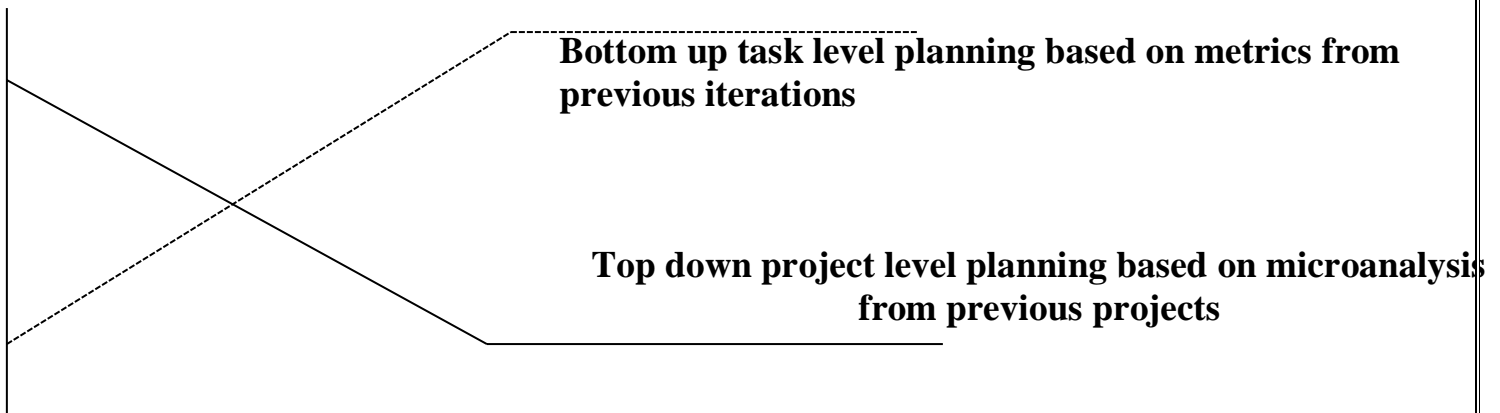 Bottom up task level planning based on metrics from
previous iterations
Top down project level planning based on microanalysis
from previous projects